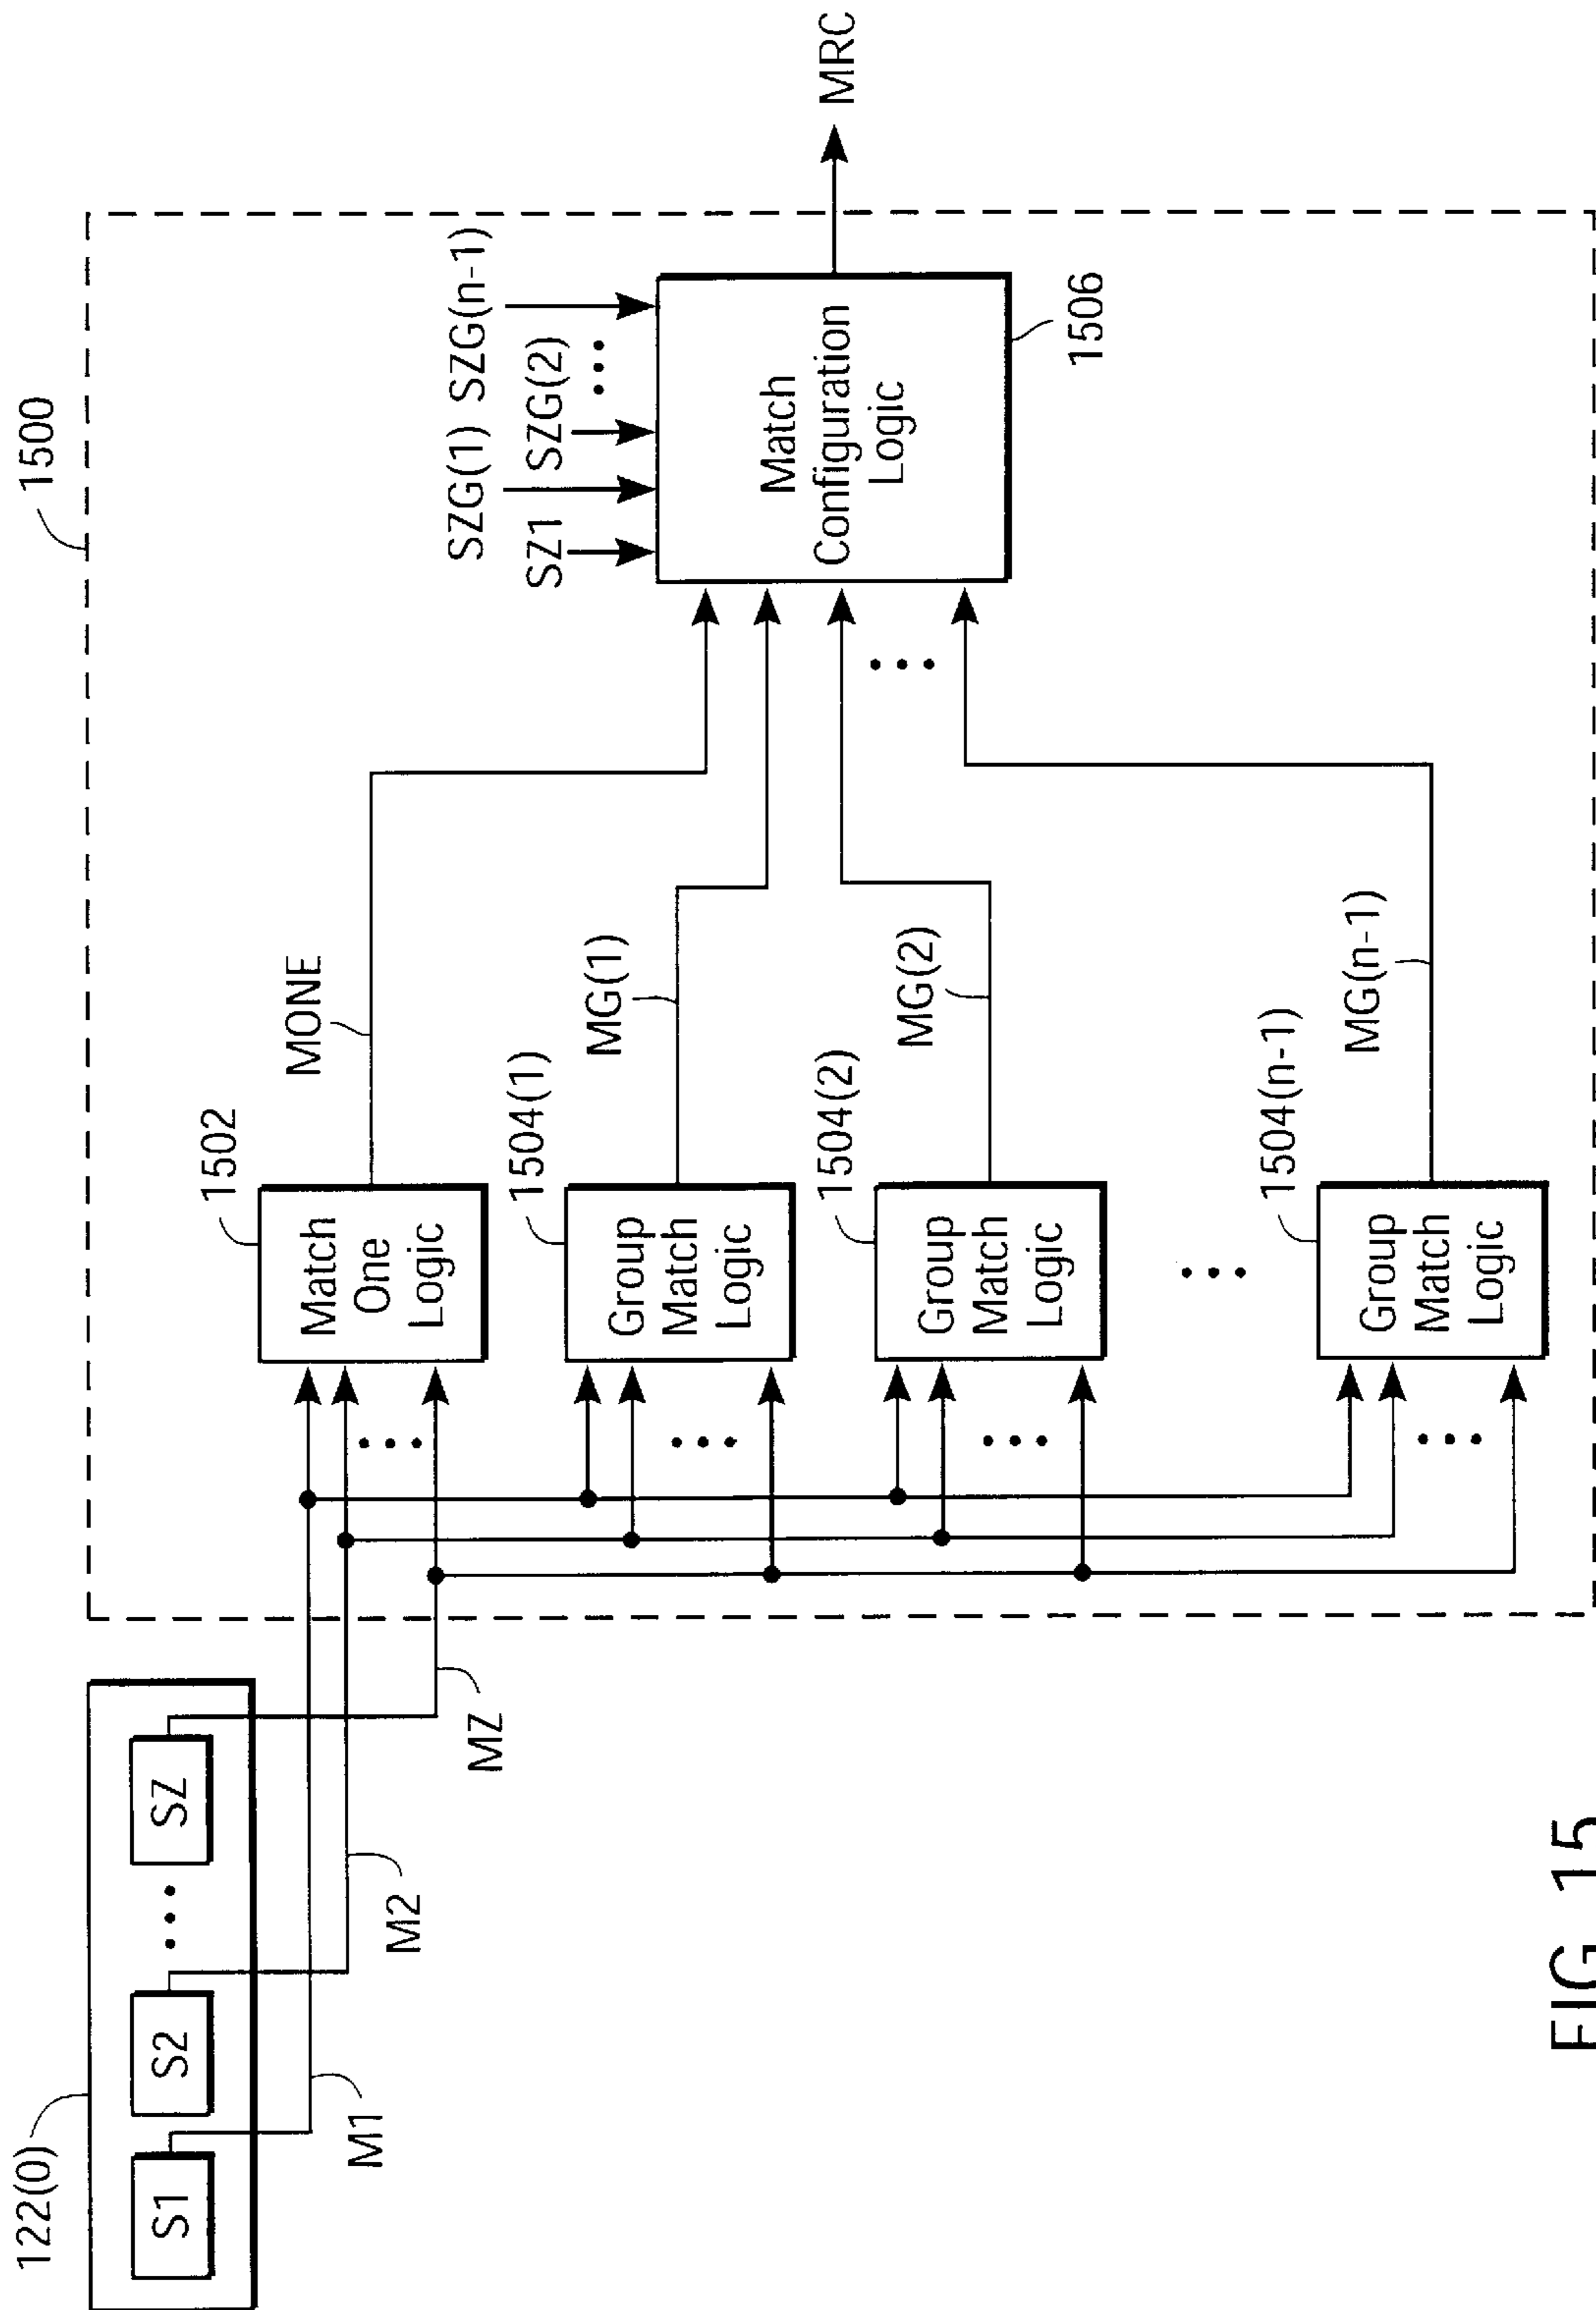 1500
122(0)
S1
S2
•••
SZ
M1
M2
MZ
1502
Match
One
Logic
•••
MONE
1504(1)
Group
Match
Logic
•••
MG(1)
1504(2)
Group
Match
Logic
•••
MG(2)
•••
1504(n-1)
Group
Match
Logic
•••
MG(n-1)
•••
SZG(1) SZG(n-1)
SZ1 SZG(2)
•••
Match
Configuration
Logic
1506
MRC
FIG. 15